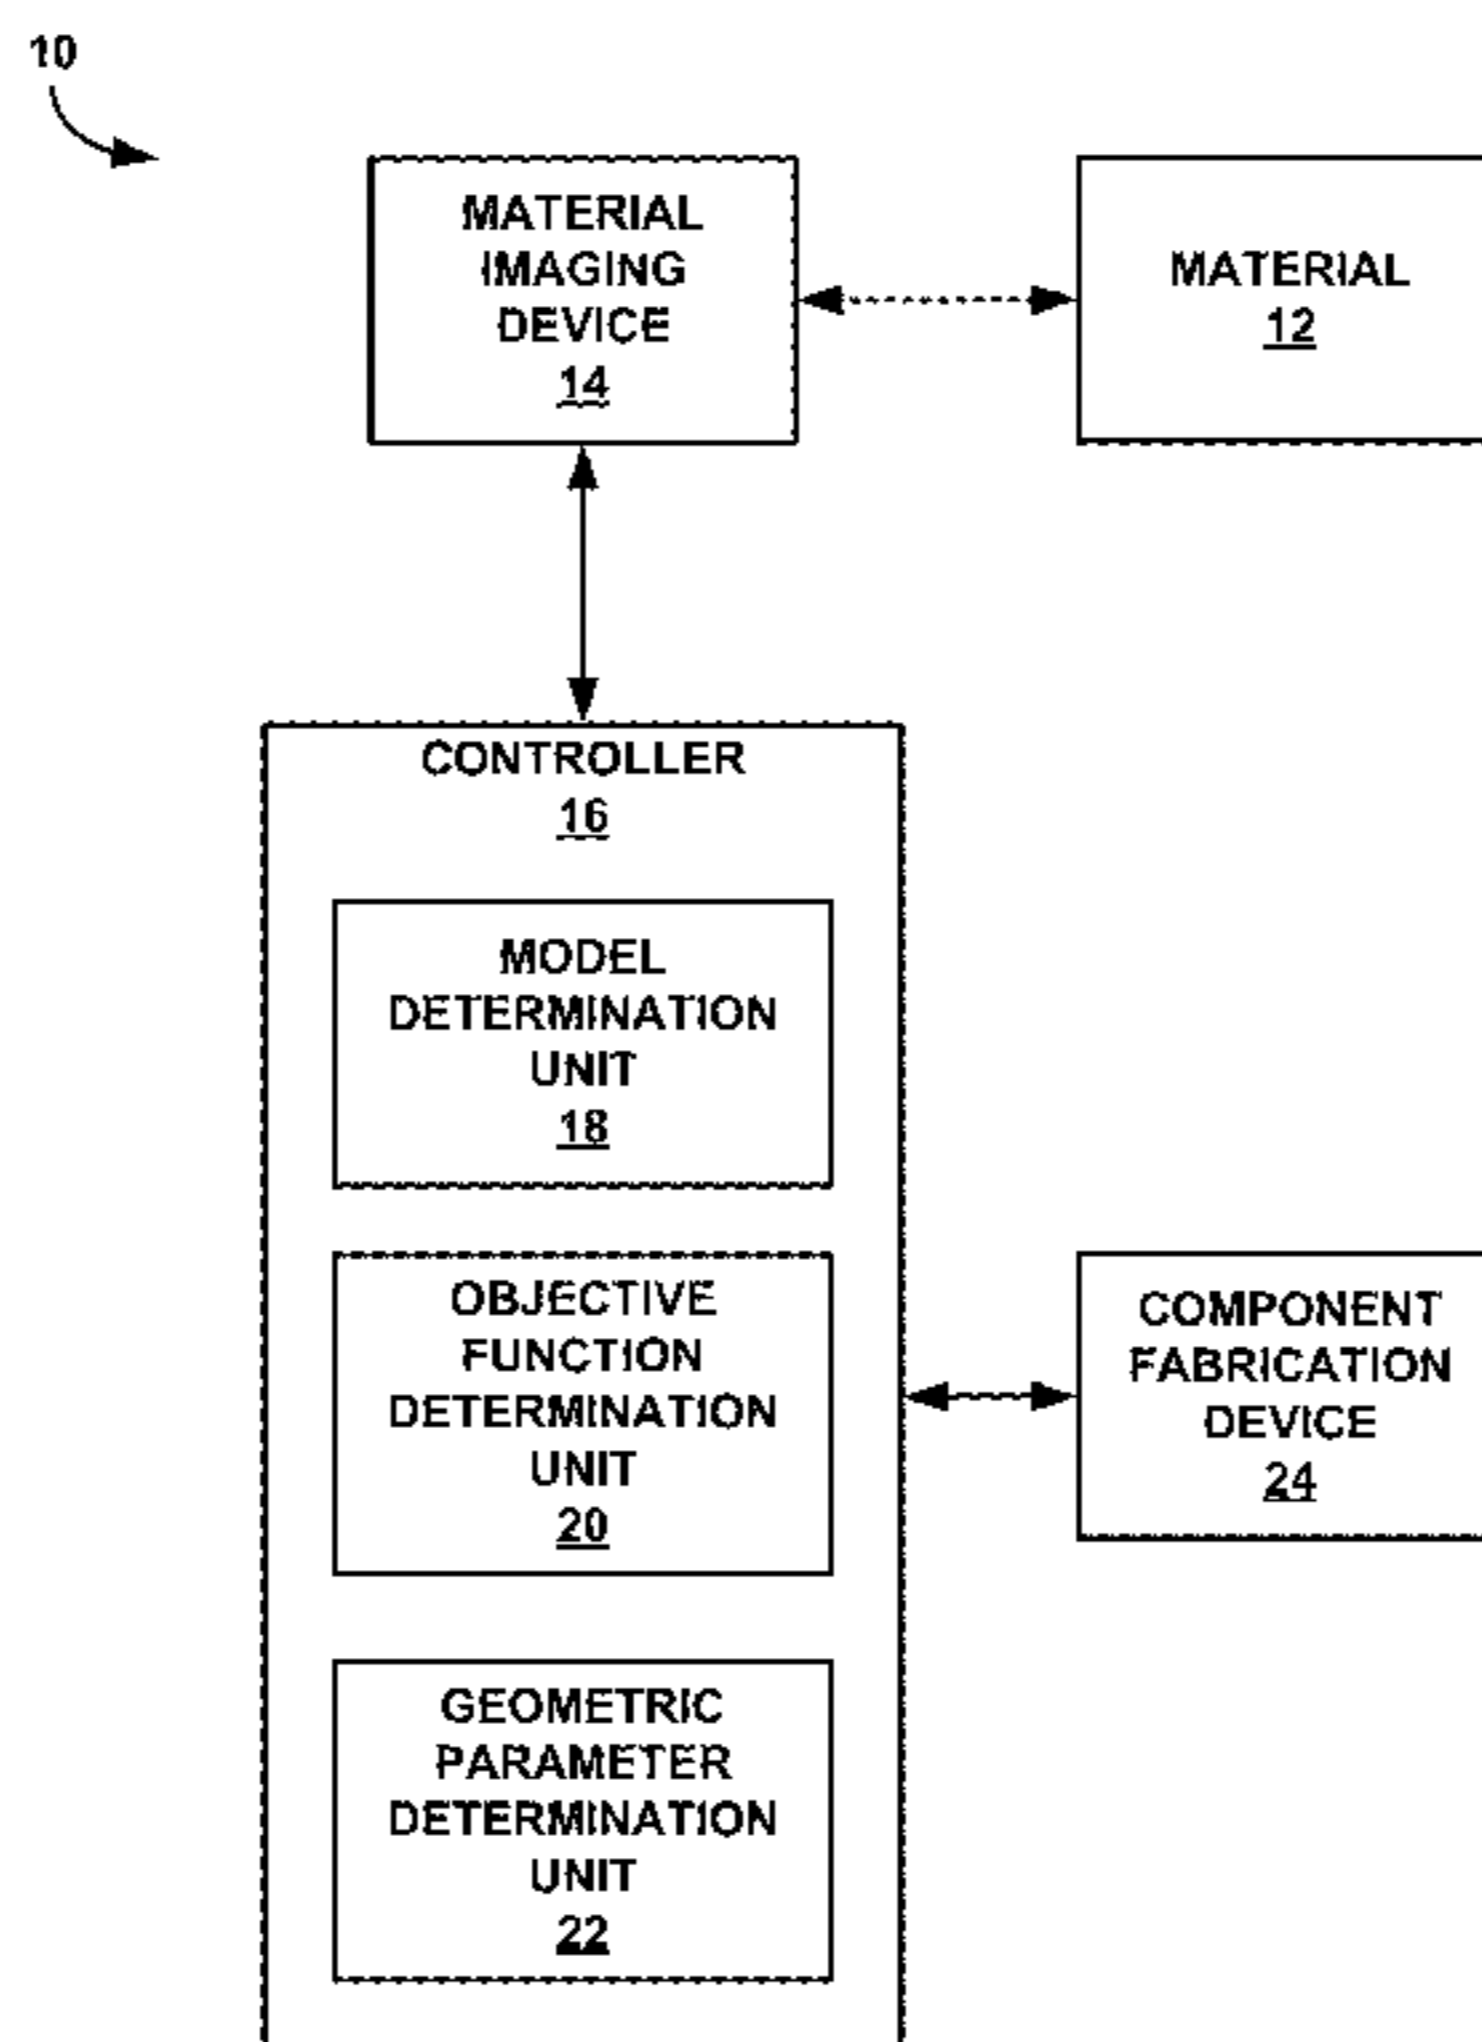 10
MATERIAL
IMAGING
DEVICE
14
MATERIAL
12
CONTROLLER
16
MODEL
DETERMINATION
UNIT
18
OBJECTIVE
FUNCTION
DETERMINATION
UNIT
20
COMPONENT
FABRICATION
DEVICE
24
GEOMETRIC
PARAMETER
DETERMINATION
UNIT
22